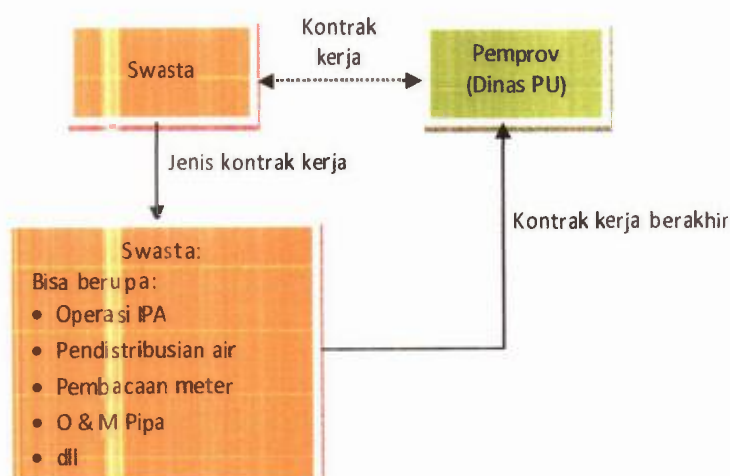 Kontrak
kerja
Swasta
Pemprov
(Dinas PU)
Jenis kontrak kerja
Kontrak kerja berakhir
Swasta:
Bisa berupa:
• Operasi IPA
• Pendistribusian air
• Pembacaan meter
• O & M Pipa
• dll